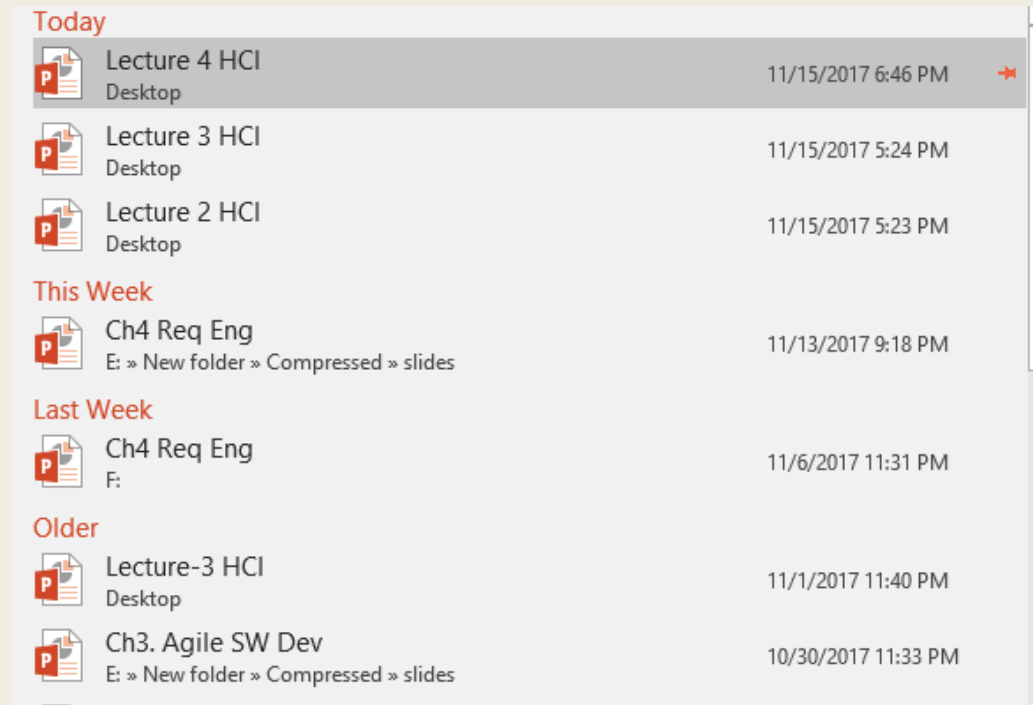 Today
Lecture 4 HCI
Desktop
11/15/2017 6:46 PM
Lecture 3 HCI
Desktop
11/15/2017 5:24 PM
Lecture 2 HCI
Desktop
11/15/2017 5:23 PM
This Week
Ch4 Req Eng
E: » New folder » Compressed » slides
11/13/2017 9:18 PM
Last Week
Ch4 Req Eng
F:
11/6/2017 11:31 PM
Older
Lecture-3 HCI
Desktop
11/1/2017 11:40 PM
Ch3. Agile SW Dev
E: » New folder » Compressed » slides
10/30/2017 11:33 PM